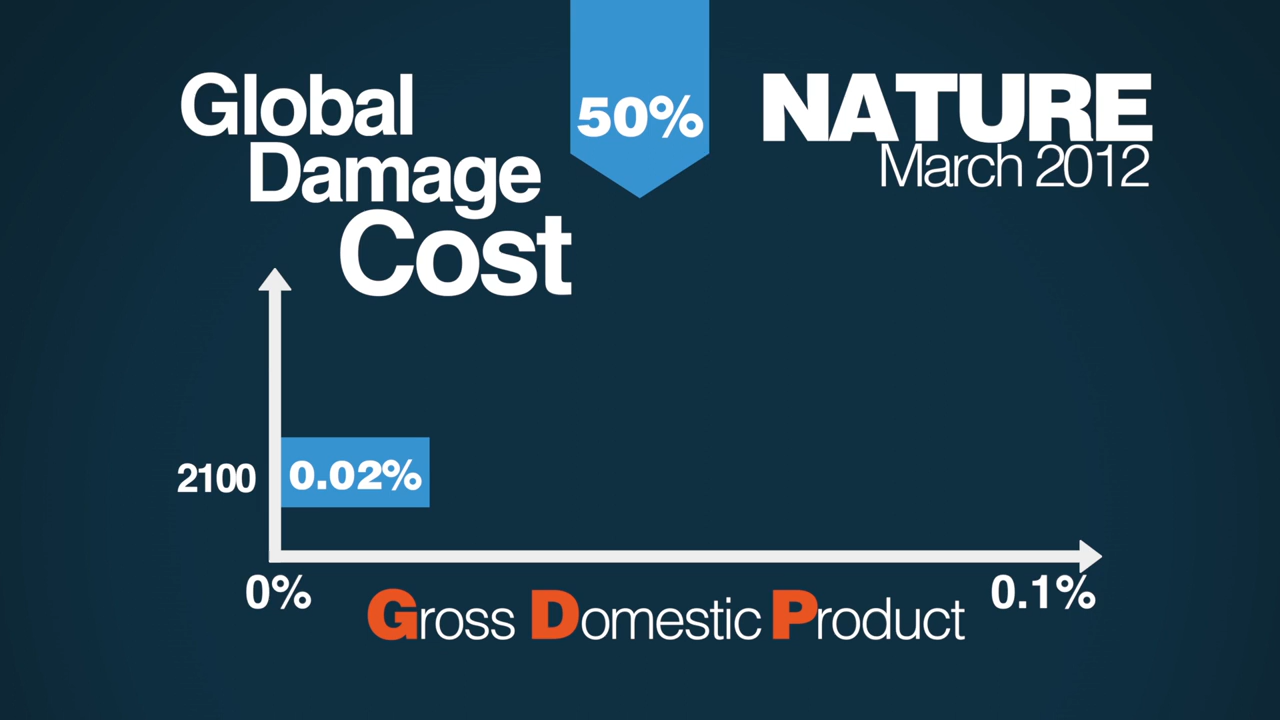 Global
Damage
Cost
50%
NATURE
March 2012
2100
0.02%
0%
0.1%
Gross Domestic Product